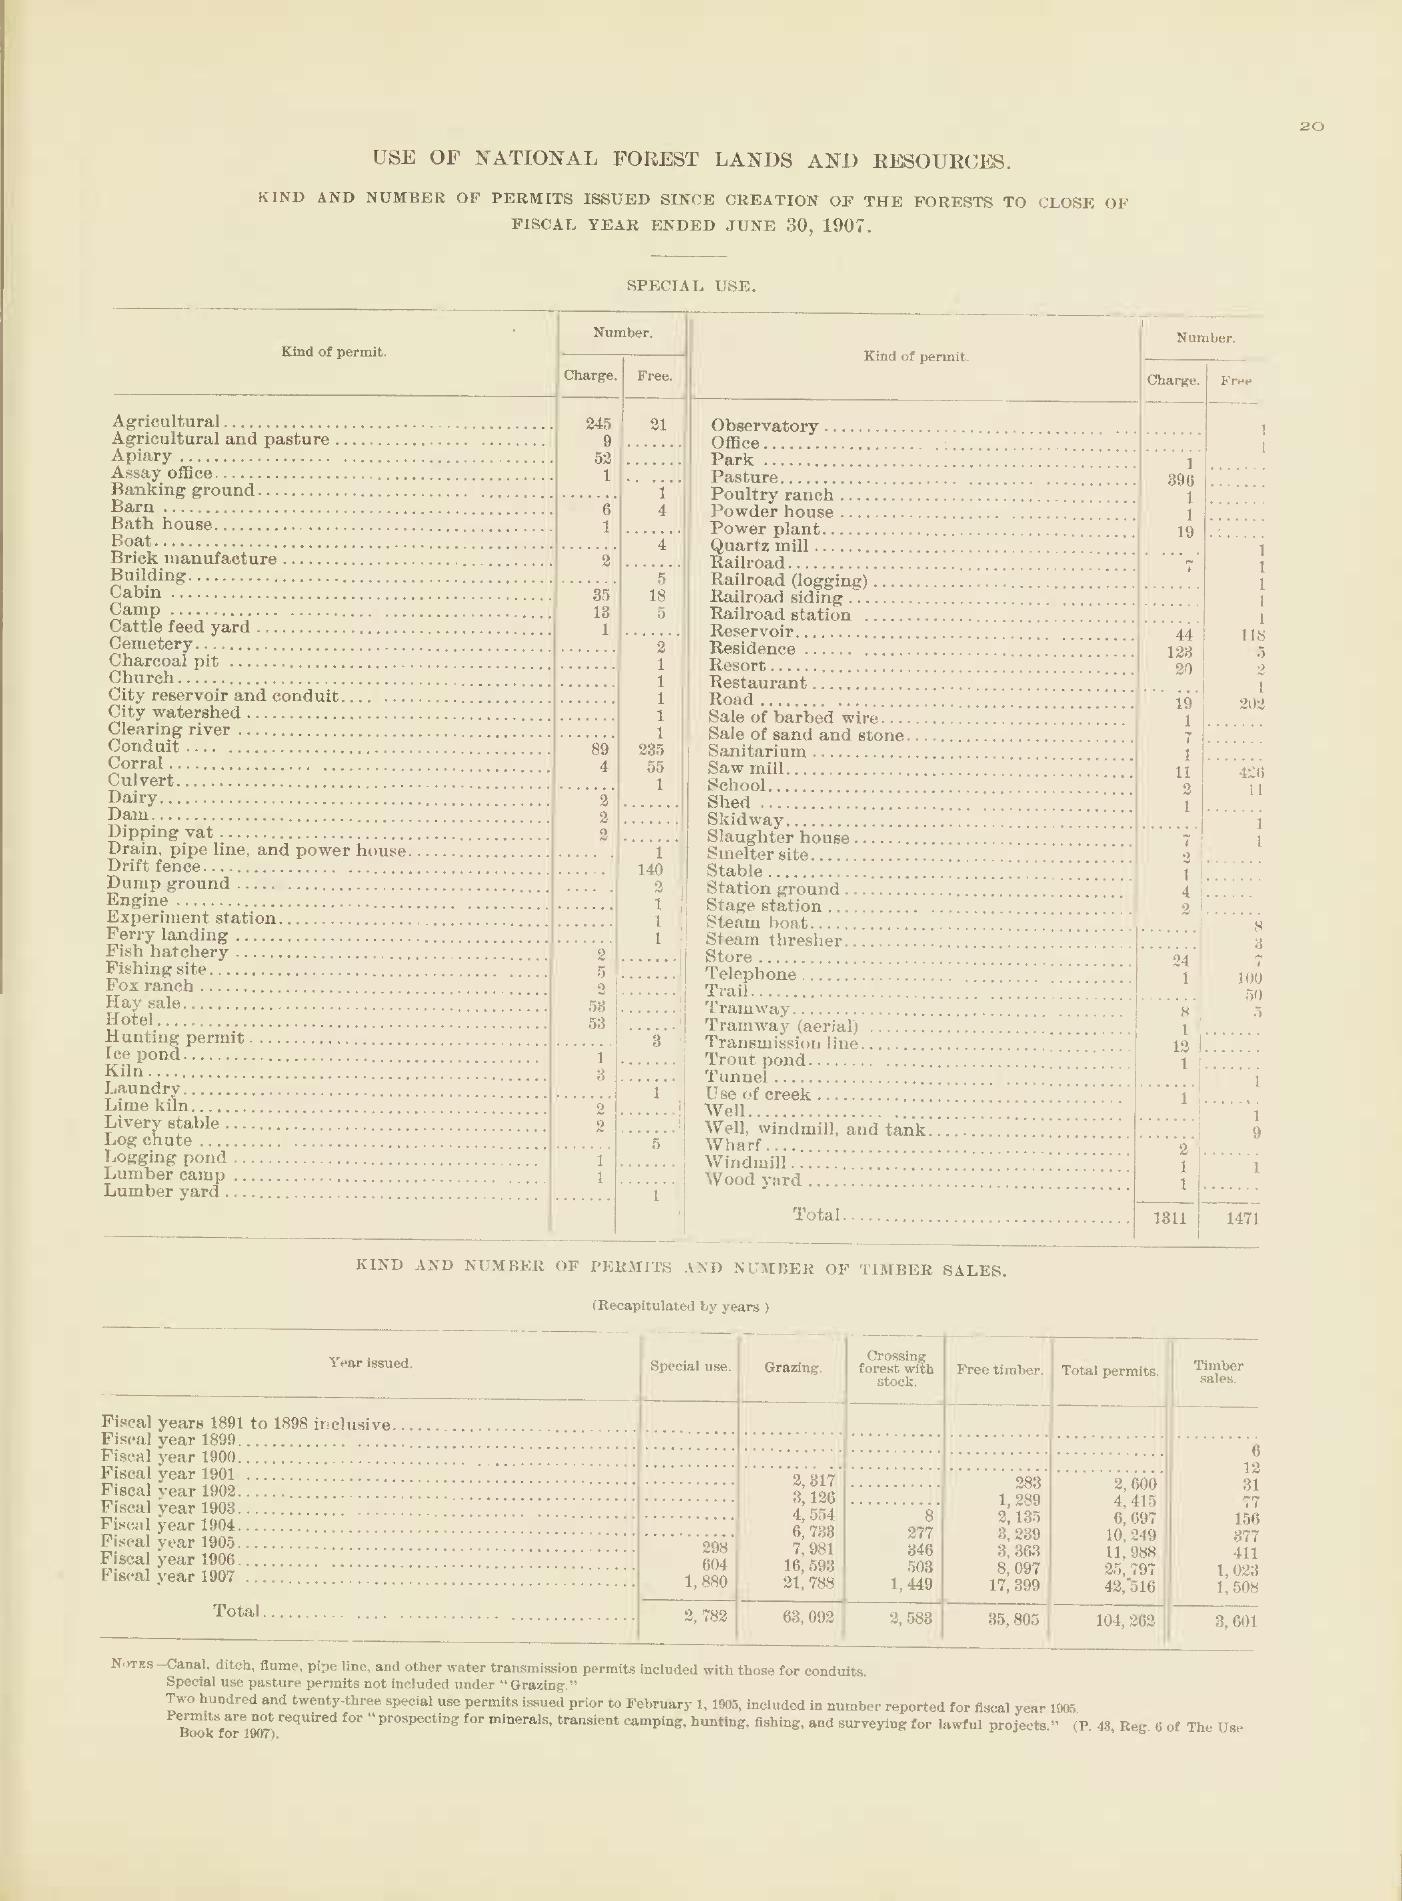 20
USE OF NATIONAL FOREST LANDS AND RESOURCES.
KIND AND NUMBER OF PERMITS ISSUED SINCE CREATION OF THE FORESTS TO CLOSE OF
FISCAL YEAR ENDED JUNE 30, 1907.
SPECIAL USE.
Kind of permit. Number. Charge. Free.
Agricultural 245 21
Agricultural and pasture 9
Apiary 52
Assay office 1
Banking ground 1
Barn 6 4
Bath house 1
Boat 4
Brick manufacture 2
Building 5
Cabin 35 18
Camp 13 5
Cattle feed yard 1
Cemetery 2
Charcoal pit 1
Church 1
City reservoir and conduit 1
City watershed 1
Clearing river 1
Conduit 89 235
Corral 4 55
Culvert 1
Dairy 2
Dam 2
Dipping vat 2
Drain, pipe line, and power house 1
Drift fence 140
Dump ground 2
Engine 1
Experiment station 1
Ferry landing 1
Fish hatchery 2
Fishing site 5
Fox ranch 2
Hay sale 53
Hotel 53
Hunting permit 3
Ice pond 1
Kiln 3
Laundry 1
Lime kiln 2
Livery stable 2
Log chute 5
Logging pond 1
Lumber camp 1
Lumber yard 1
Kind of permit. Number. Charge. Free
Observatory 1
Office 1
Park 1
Pasture 396
Poultry ranch 1
Powder house 1
Power plant 19
Quartz mill 1
Railroad 7 1
Railroad (logging) 1
Railroad siding 1
Railroad station 1
Reservoir 44 118
Residence 123 5
Resort 20 2
Restaurant 1
Road 19 202
Sale of barbed wire 1
Sale of sand and stone 7
Sanitarium 1
Saw mill 11 426
School 2 11
Shed 1
Skidway 1
Slaughter house 7 1
Smelter site 2
Stable 1
Station ground 4
Stage station 2
Steam boat 8
Steam thresher 3
Store 24 7
Telephone 1 100
Trail 50
Tramway 8 5
Tramway (aerial) 1
Transmission line 12
Trout pond 1
Tunnel 1
Use of creek 1
Well 1
Well, windmill, and tank 9
Wharf 2
Windmill 1 1
Wood yard 1
Total 1311 1471
KIND AND NUMBER OF PERMITS AND NUMBER OF TIMBER SALES.
(Recapitulated by years )
Year issued. Special use. Grazing. Crossing forest with stock. Free timber. Total permits. Timber sales.
Fiscal years 1891 to 1898 inclusive
Fiscal year 1899 6
Fiscal year 1900 12
Fiscal year 1901 2,317 283 2,600 31
Fiscal year 1902 3,126 1,289 4,415 77
Fiscal year 1903 4,554 8 2,135 6,697 156
Fiscal year 1904 6,733 277 3,239 10,249 377
Fiscal year 1905 298 7,981 346 3,363 11,988 411
Fiscal year 1906 604 16,593 503 8,097 25,797 1,023
Fiscal year 1907 1,880 21,788 1,449 17,399 42,516 1,508
Total 2,782 63,092 2,583 35,805 104,262 3,601
NOTES—Canal, ditch, flume, pipe line, and other water transmission permits included with those for conduits.
Special use pasture permits not included under "Grazing."
Two hundred and twenty-three special use permits issued prior to February 1, 1905, included in number reported for fiscal year 1905.
Permits are not required for "prospecting for minerals, transient camping, hunting, fishing, and surveying for lawful projects." (P. 43, Reg. 6 of The Use
Book for 1907).